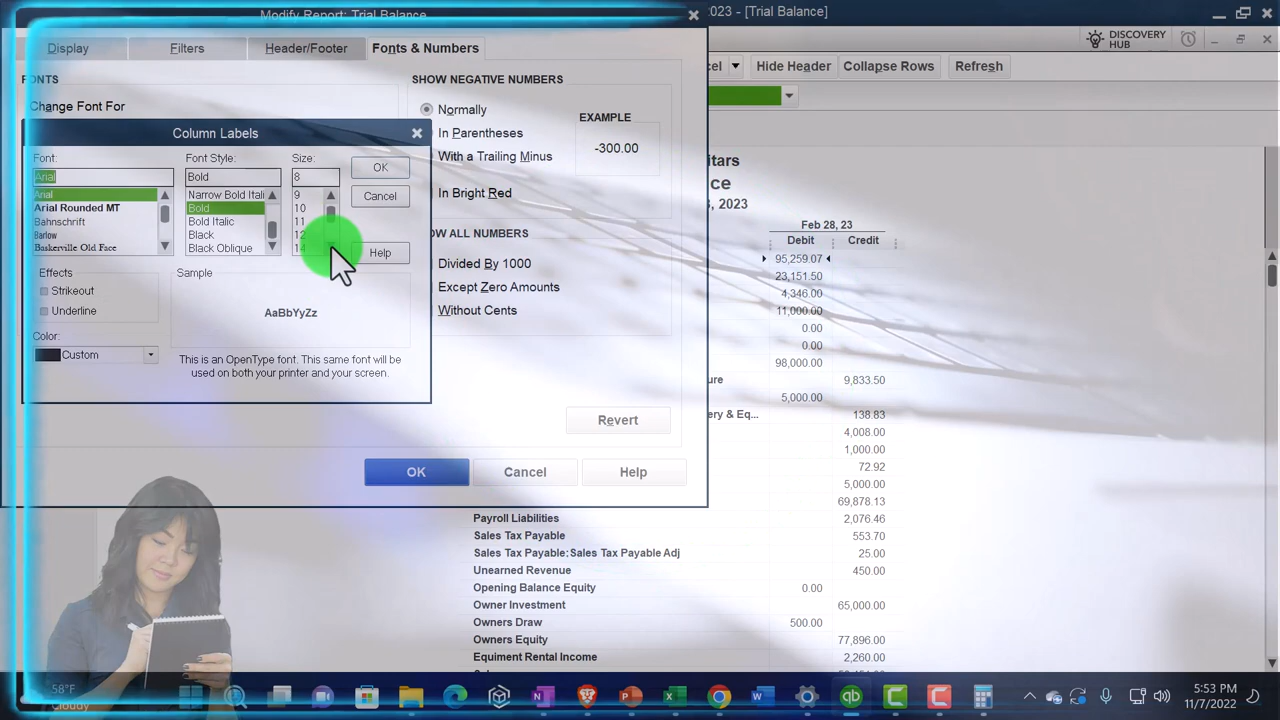 Modify Report: Trial Balance
2023 - [Trial Balance]
DISCOVERY
HUB
Display
Filters
Header/Footer
Fonts & Numbers
Hide Header
Collapse Rows
Refresh
FONTS
Change Font For
SHOW NEGATIVE NUMBERS
Normally
In Parentheses
With a Trailing Minus
In Bright Red
EXAMPLE
-300.00
Column Labels
Font:
Font Style:
Size:
Arial
Bold
8
OK
Arial
Arial Rounded MT
Bahnschrift
Barlow
Baskerville Old Face
Narrow Bold Itali
Bold
Bold Italic
Black
Black Oblique
9
10
11
12
14
Cancel
Help
Effects
Strikeout
Underline
Color:
Custom
Sample
AaBbYyZz
This is an OpenType font. This same font will be
used on both your printer and your screen.
OW ALL NUMBERS
Divided By 1000
Except Zero Amounts
Without Cents
Revert
OK
Cancel
Help
itars
ce
, 2023
Feb 28, 23
Debit
Credit
95,259.07
23,151.50
4,346.00
11,000.00
0.00
0.00
98,000.00
ure 9,833.50
5,000.00
ery & Eq... 138.83
4,008.00
1,000.00
72.92
5,000.00
69,878.13
Payroll Liabilities 2,076.46
Sales Tax Payable 553.70
Sales Tax Payable:Sales Tax Payable Adj 25.00
Unearned Revenue 450.00
Opening Balance Equity 0.00
Owner Investment 65,000.00
Owners Draw 500.00
Owners Equity 77,896.00
Equiment Rental Income 2,260.00
58°F
Cloudy
5:53 PM
11/7/2022